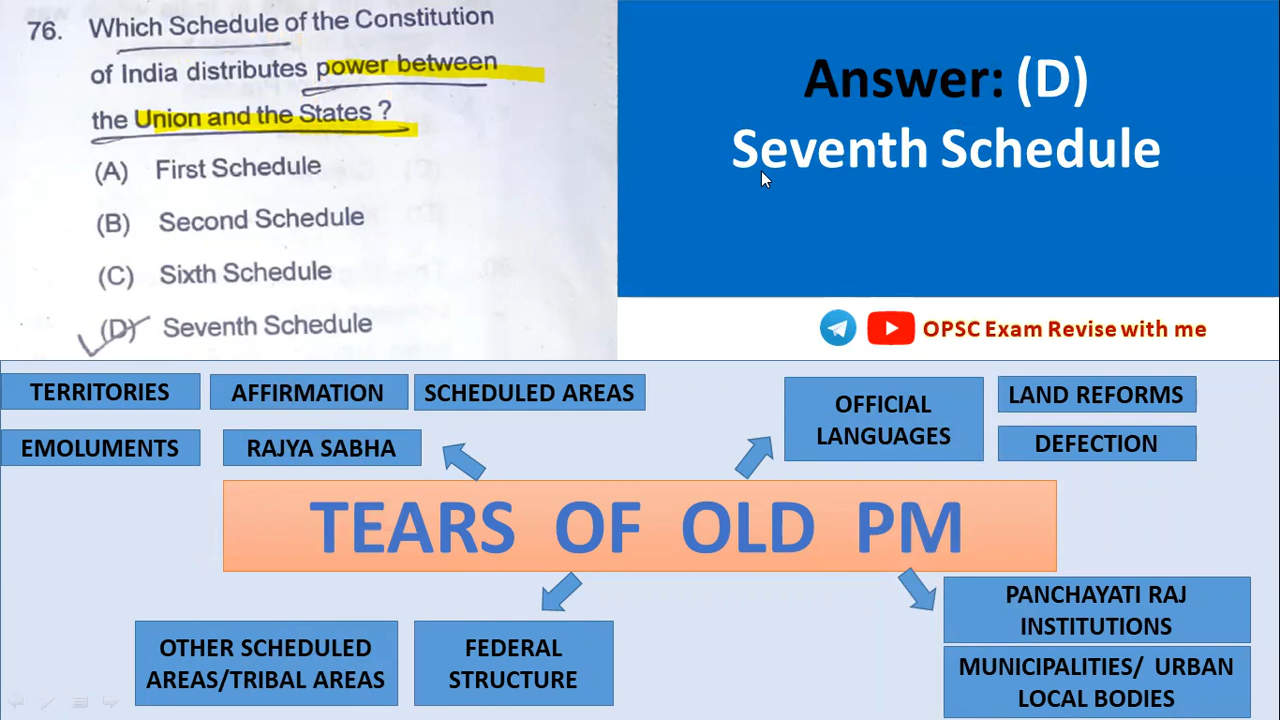 76. Which Schedule of the Constitution
of India distributes power between
the Union and the States ?
(A) First Schedule
(B) Second Schedule
(C) Sixth Schedule
(D) Seventh Schedule
Answer: (D)
Seventh Schedule
OPSC Exam Revise with me
TERRITORIES
AFFIRMATION
SCHEDULED AREAS
EMOLUMENTS
RAJYA SABHA
OFFICIAL
LANGUAGES
LAND REFORMS
DEFECTION
TEARS OF OLD PM
OTHER SCHEDULED
AREAS/TRIBAL AREAS
FEDERAL
STRUCTURE
PANCHAYATI RAJ
INSTITUTIONS
MUNICIPALITIES/ URBAN
LOCAL BODIES